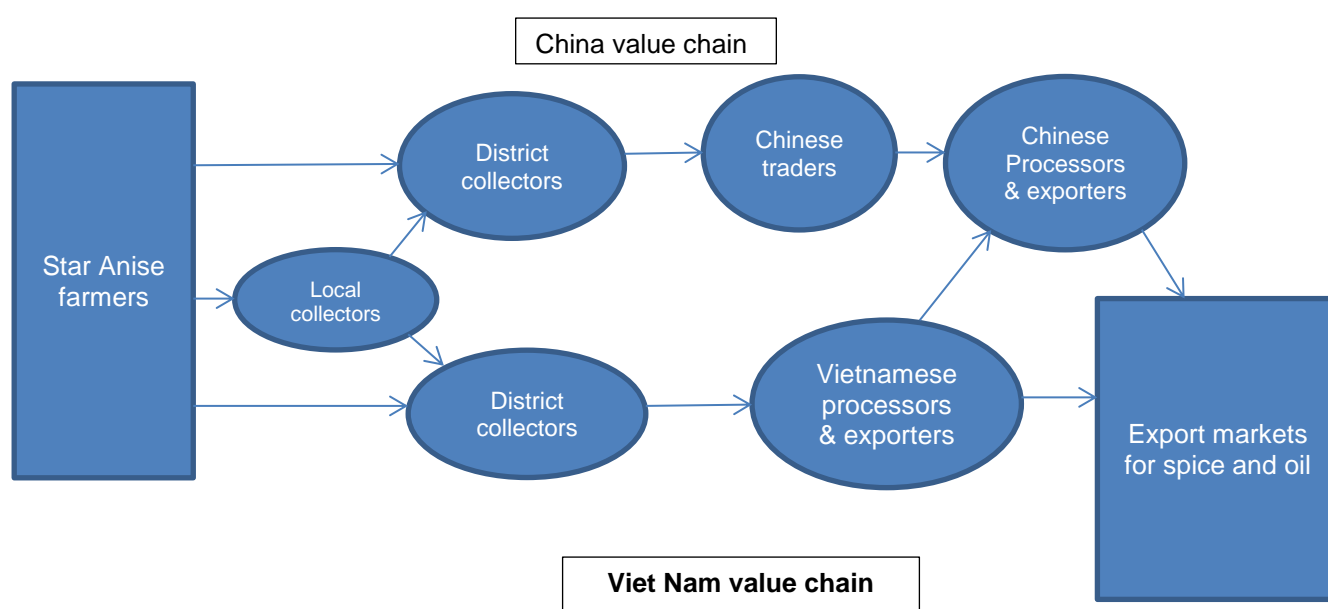 China value chain
Star Anise
farmers
District
collectors
Chinese
traders
Chinese
Processors
& exporters
Local
collectors
District
collectors
Vietnamese
processors
& exporters
Export markets
for spice and oil
Viet Nam value chain